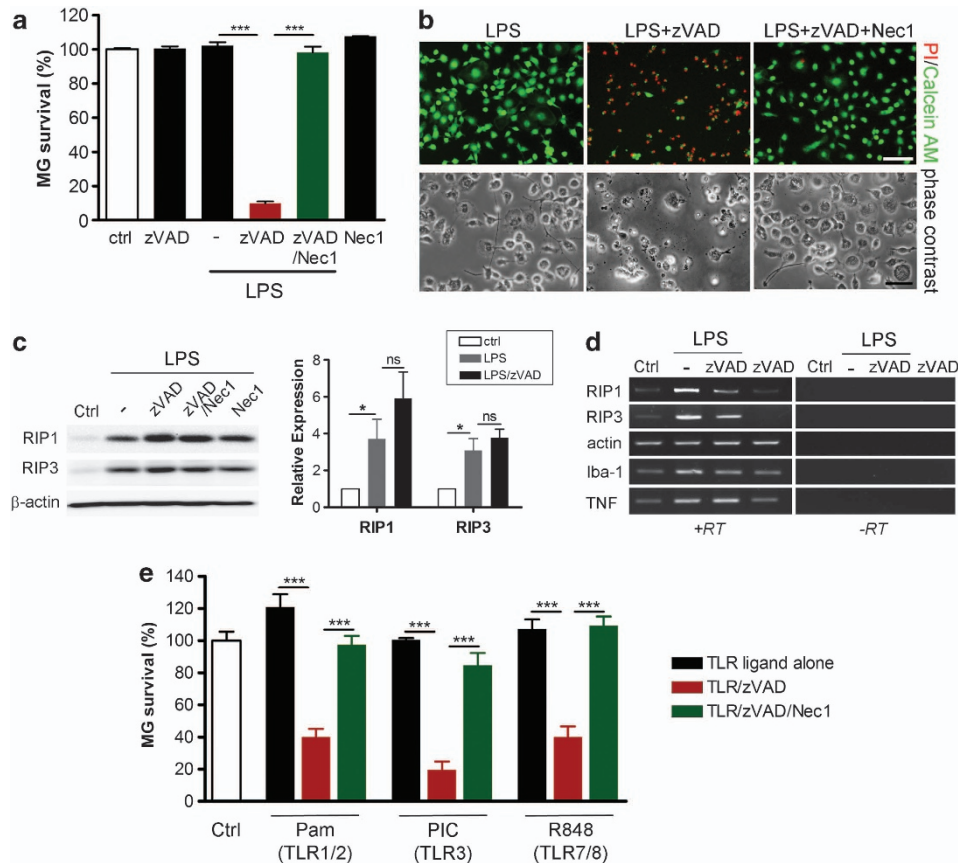 a
MG survival (%)
120
100
80
60
40
20
0
***
***
ctrl
zVAD
-
zVAD
zVAD
/Nec1
Nec1
LPS
b
LPS
LPS+zVAD
LPS+zVAD+Nec1
PI/Calcein AM
phase contrast
c
LPS
Ctrl
-
zVAD
zVAD
/Nec1
Nec1
RIP1
RIP3
β-actin
ctrl
LPS
LPS/zVAD
Relative Expression
8
6
4
2
0
*
ns
*
ns
RIP1
RIP3
d
LPS
LPS
Ctrl
-
zVAD
zVAD
Ctrl
-
zVAD
zVAD
RIP1
RIP3
actin
Iba-1
TNF
+RT
-RT
e
MG survival (%)
140
120
100
80
60
40
20
0
***
***
***
***
***
***
Ctrl
Pam
(TLR1/2)
PIC
(TLR3)
R848
(TLR7/8)
TLR ligand alone
TLR/zVAD
TLR/zVAD/Nec1